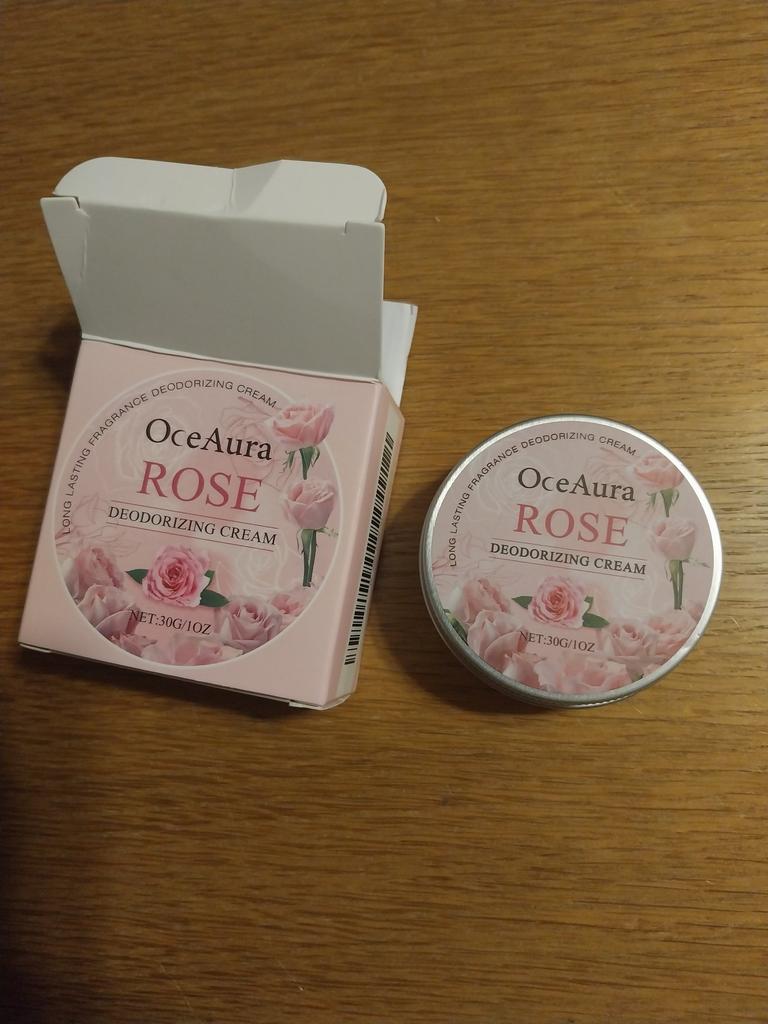 LONG LASTING FRAGRANCE DEODORIZING CREAM
OceAura
ROSE
DEODORIZING CREAM
NET:30G/1OZ
LONG LASTING FRAGRANCE DEODORIZING CREAM
OceAura
ROSE
DEODORIZING CREAM
NET:30G/1OZ